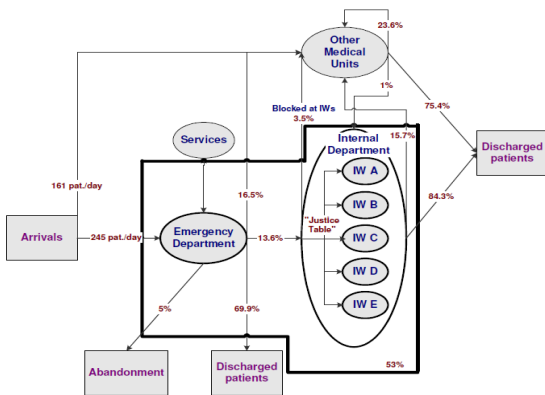 23.6%
Other
Medical
Units
1%
Blocked at IWs
3.5%
75.4%
Services
Internal
Department
15.7%
Discharged
patients
IW A
161 pat./day
16.5%
84.3%
IW B
"Justice
Table"
Arrivals
245 pat./day
Emergency
Department
13.6%
IW C
IW D
IW E
5%
69.9%
53%
Abandonment
Discharged
patients